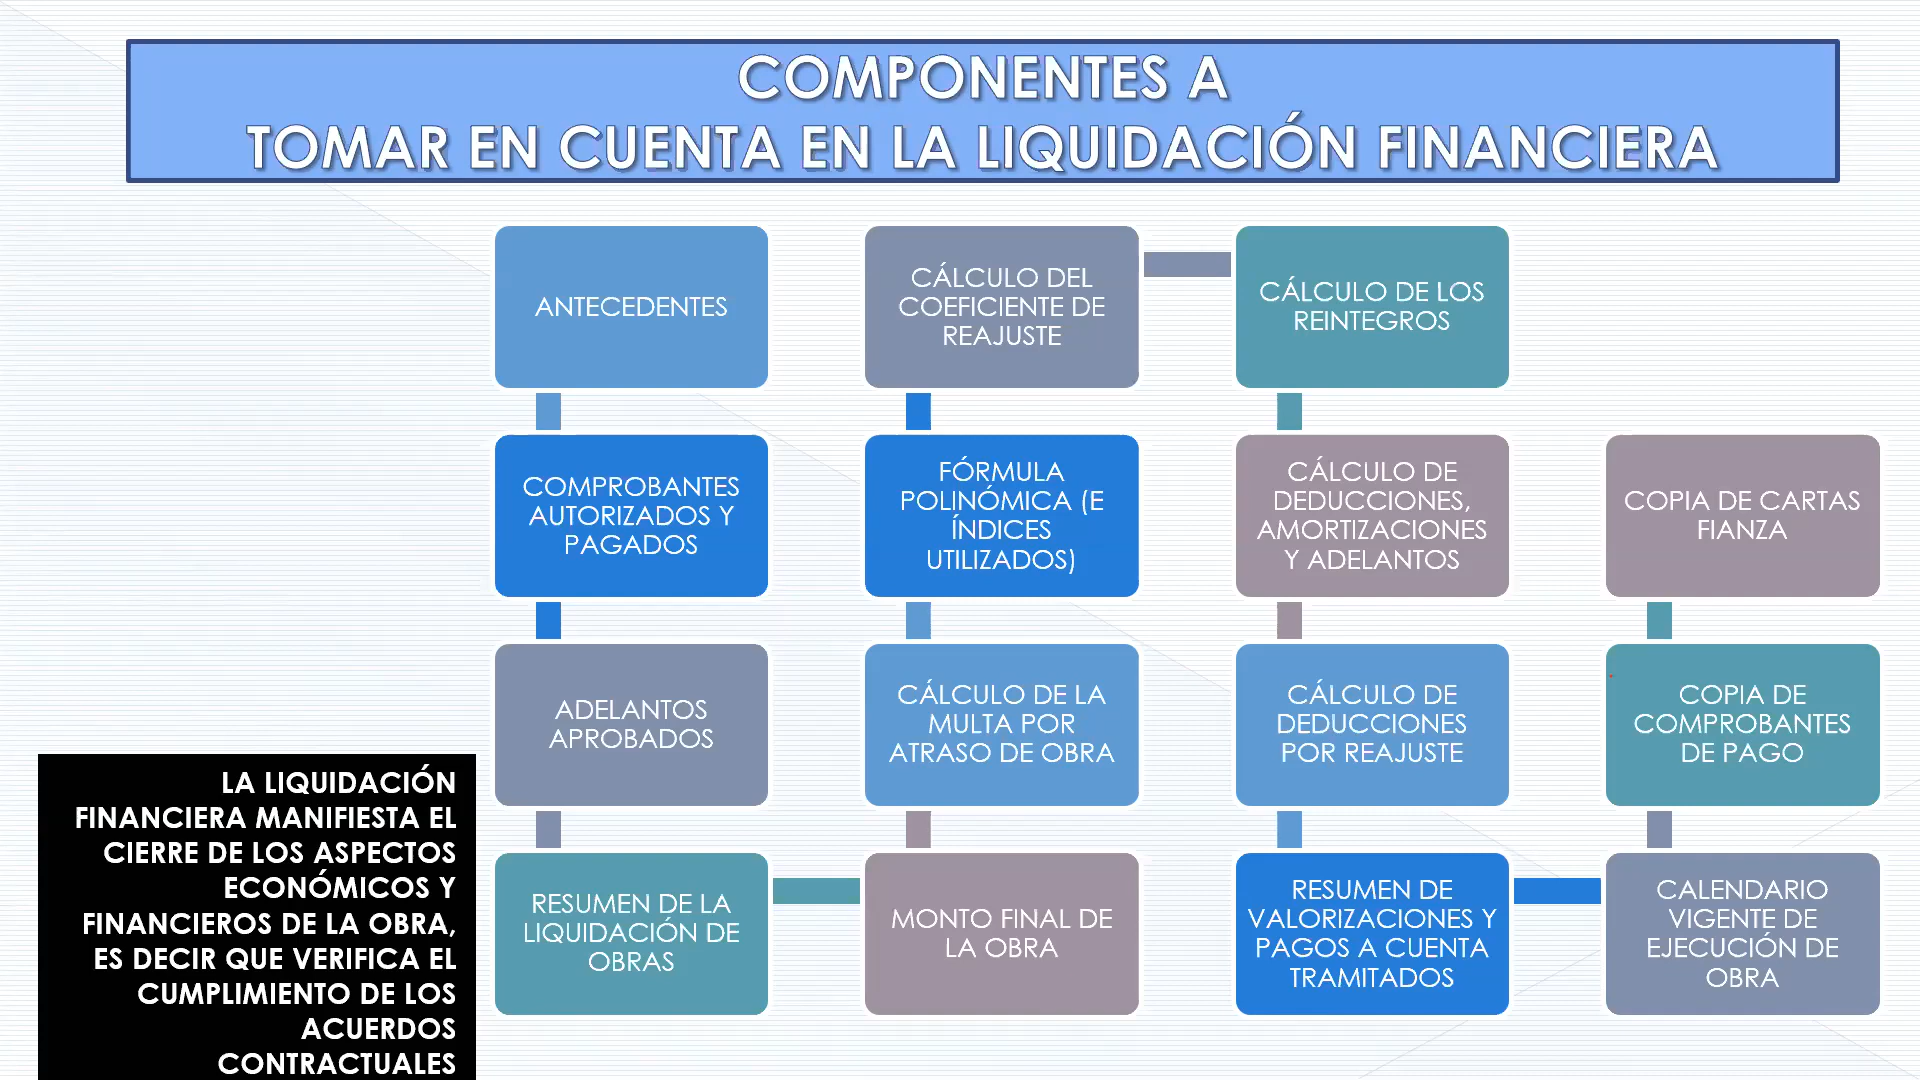 COMPONENTES A
TOMAR EN CUENTA EN LA LIQUIDACIÓN FINANCIERA
ANTECEDENTES
COMPROBANTES
AUTORIZADOS Y
PAGADOS
ADELANTOS
APROBADOS
RESUMEN DE LA
LIQUIDACIÓN DE
OBRAS
MONTO FINAL DE
LA OBRA
CÁLCULO DE LA
MULTA POR
ATRASO DE OBRA
FÓRMULA
POLINÓMICA (E
ÍNDICES
UTILIZADOS)
CÁLCULO DEL
COEFICIENTE DE
REAJUSTE
CÁLCULO DE LOS
REINTEGROS
CÁLCULO DE
DEDUCCIONES,
AMORTIZACIONES
Y ADELANTOS
CÁLCULO DE
DEDUCCIONES
POR REAJUSTE
RESUMEN DE
VALORIZACIONES Y
PAGOS A CUENTA
TRAMITADOS
CALENDARIO
VIGENTE DE
EJECUCIÓN DE
OBRA
COPIA DE
COMPROBANTES
DE PAGO
COPIA DE CARTAS
FIANZA
LA LIQUIDACIÓN
FINANCIERA MANIFIESTA EL
CIERRE DE LOS ASPECTOS
ECONÓMICOS Y
FINANCIEROS DE LA OBRA,
ES DECIR QUE VERIFICA EL
CUMPLIMIENTO DE LOS
ACUERDOS
CONTRACTUALES